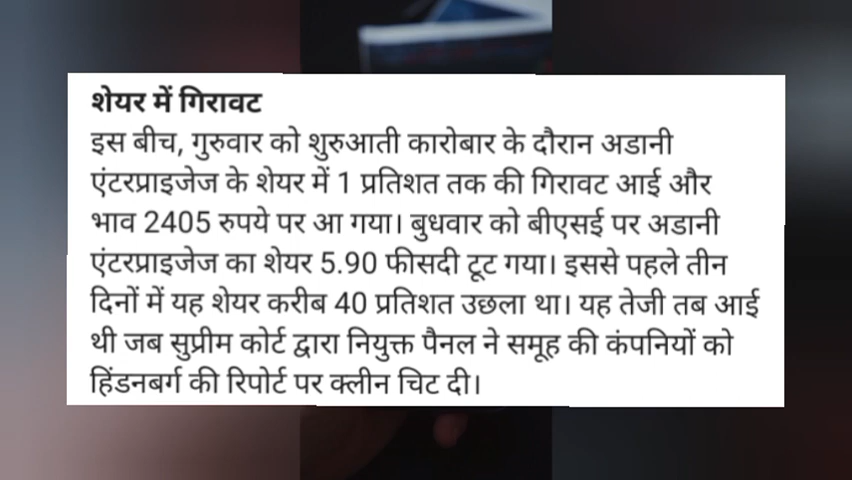 शेयर में गिरावट
इस बीच, गुरुवार को शुरुआती कारोबार के दौरान अडानी
एंटरप्राइजेज के शेयर में 1 प्रतिशत तक की गिरावट आई और
भाव 2405 रुपये पर आ गया। बुधवार को बीएसई पर अडानी
एंटरप्राइजेज का शेयर 5.90 फीसदी टूट गया। इससे पहले तीन
दिनों में यह शेयर करीब 40 प्रतिशत उछला था। यह तेजी तब आई
थी जब सुप्रीम कोर्ट द्वारा नियुक्त पैनल ने समूह की कंपनियों को
हिंडनबर्ग की रिपोर्ट पर क्लीन चिट दी।